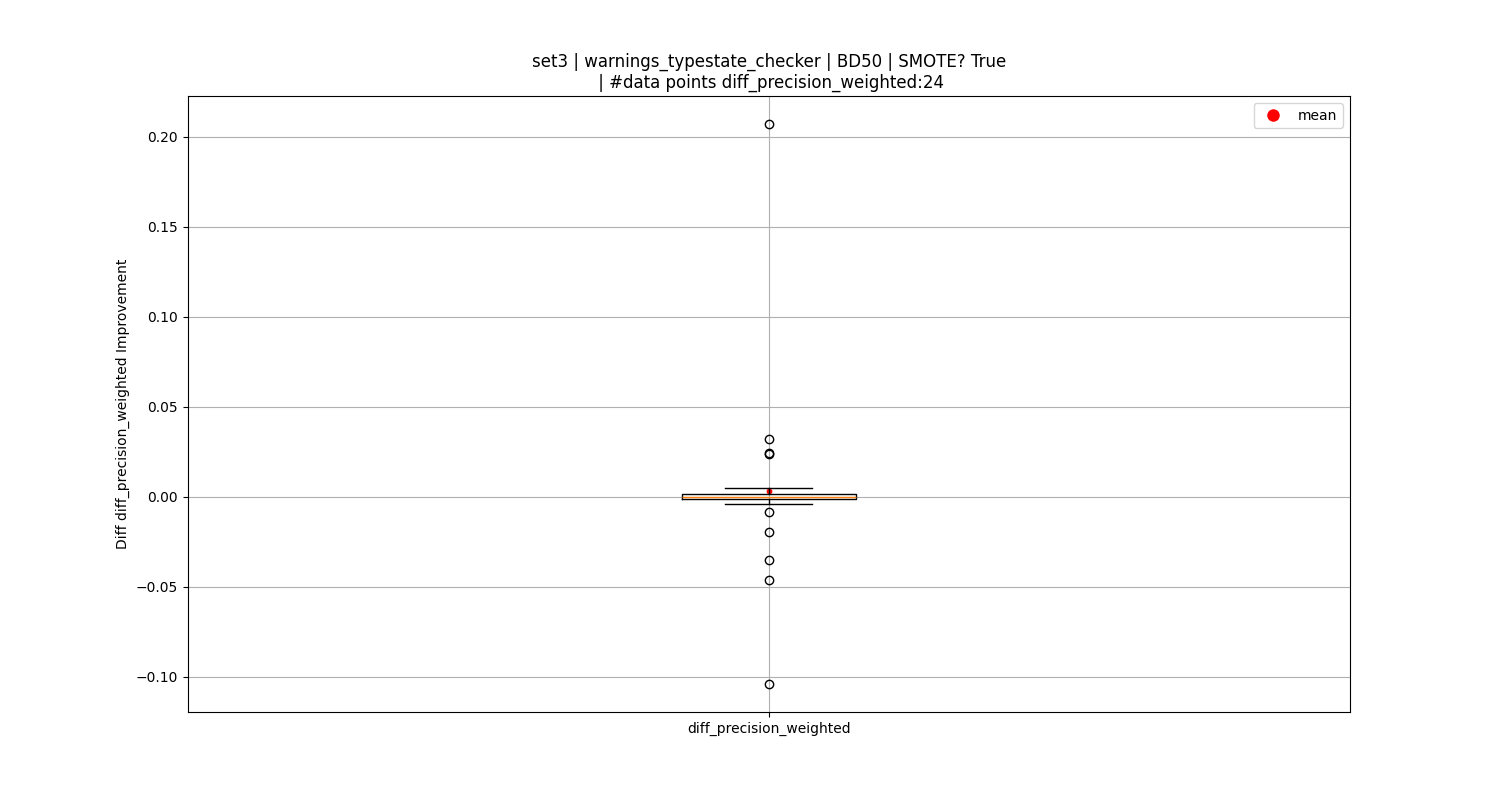 set3 | warnings_typestate_checker | BD50 | SMOTE? True
| #data points diff_precision_weighted:24
mean
0.20
0.15
0.10
0.05
0.00
−0.05
−0.10
Diff diff_precision_weighted Improvement
diff_precision_weighted